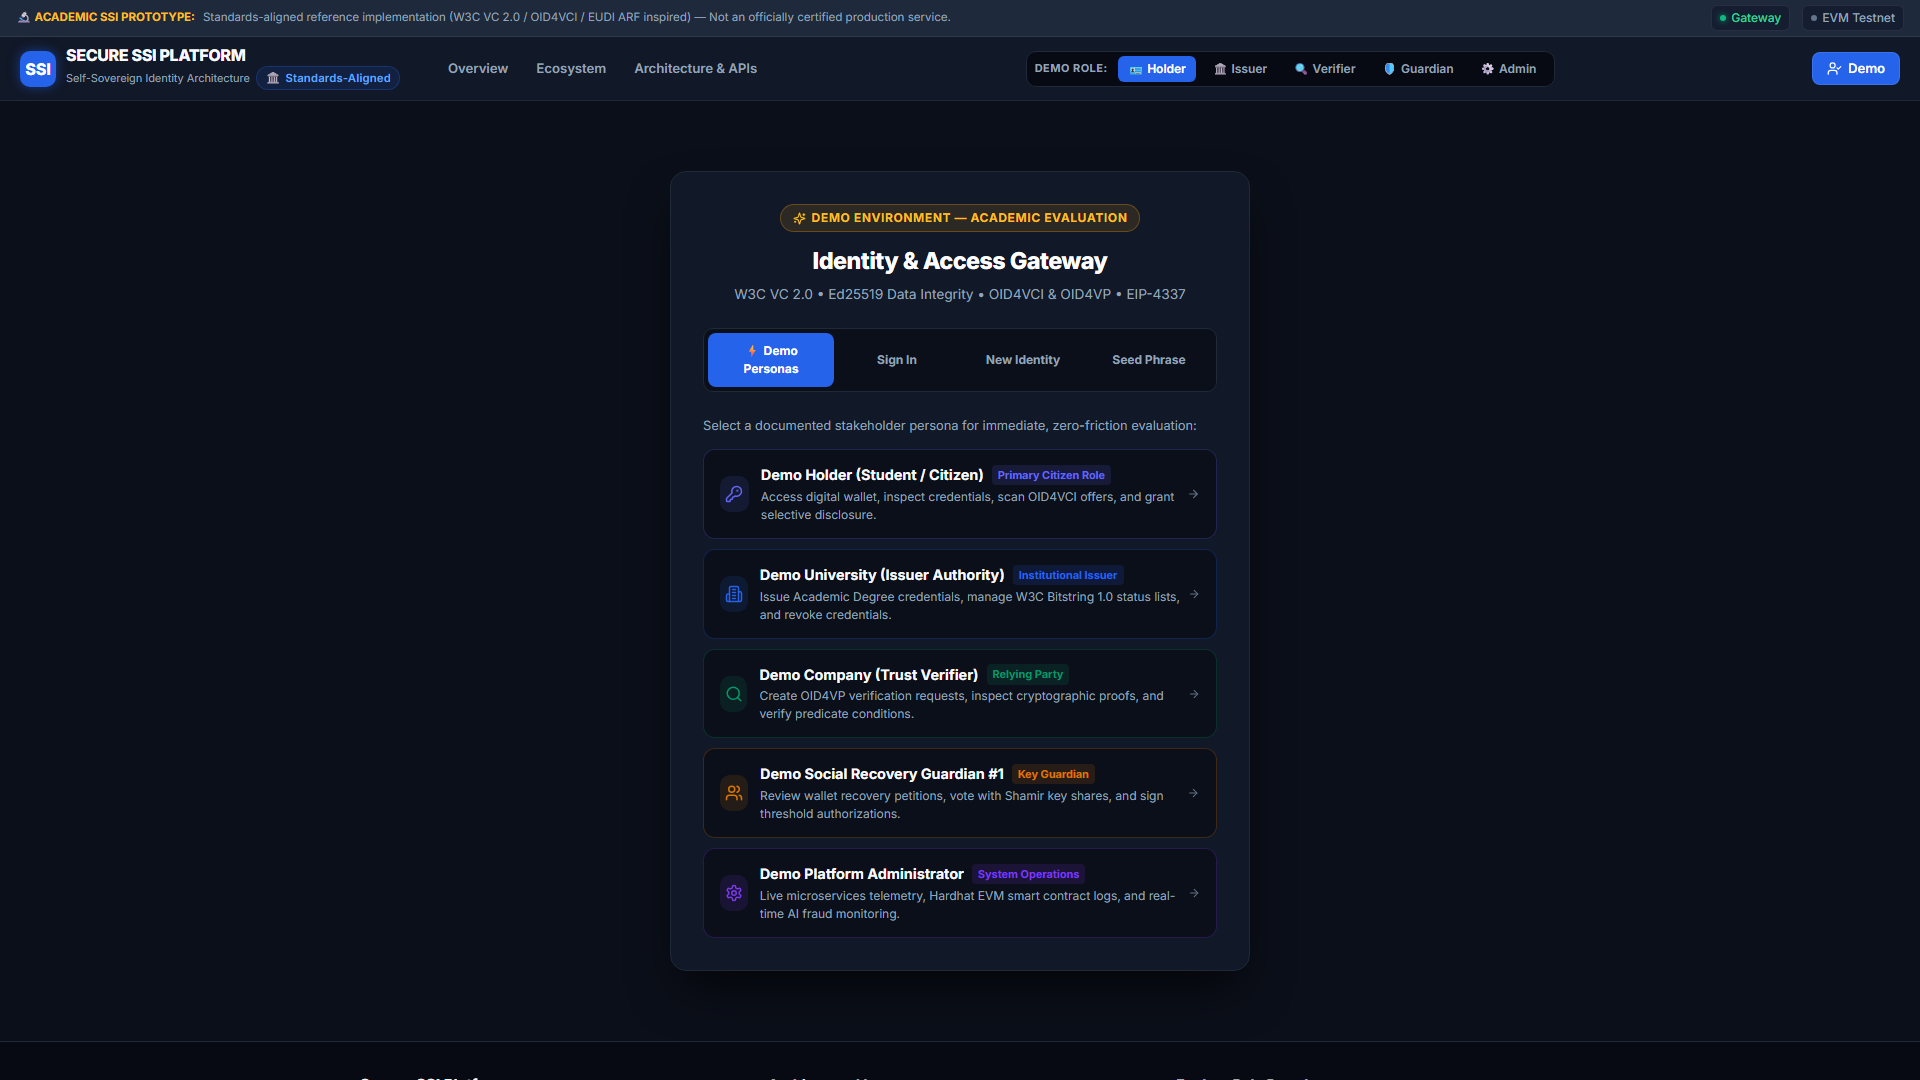 ACADEMIC SSI PROTOTYPE: Standards-aligned reference implementation (W3C VC 2.0 / OID4VCI / EUDI ARF inspired) — Not an officially certified production service.
Gateway
EVM Testnet
SSI
SECURE SSI PLATFORM
Self-Sovereign Identity Architecture
Standards-Aligned
Overview
Ecosystem
Architecture & APIs
DEMO ROLE:
Holder
Issuer
Verifier
Guardian
Admin
Demo
DEMO ENVIRONMENT — ACADEMIC EVALUATION
Identity & Access Gateway
W3C VC 2.0 • Ed25519 Data Integrity • OID4VCI & OID4VP • EIP-4337
Demo
Personas
Sign In
New Identity
Seed Phrase
Select a documented stakeholder persona for immediate, zero-friction evaluation:
Demo Holder (Student / Citizen)
Primary Citizen Role
Access digital wallet, inspect credentials, scan OID4VCI offers, and grant
selective disclosure.
Demo University (Issuer Authority)
Institutional Issuer
Issue Academic Degree credentials, manage W3C Bitstring 1.0 status lists,
and revoke credentials.
Demo Company (Trust Verifier)
Relying Party
Create OID4VP verification requests, inspect cryptographic proofs, and
verify predicate conditions.
Demo Social Recovery Guardian #1
Key Guardian
Review wallet recovery petitions, vote with Shamir key shares, and sign
threshold authorizations.
Demo Platform Administrator
System Operations
Live microservices telemetry, Hardhat EVM smart contract logs, and real-
time AI fraud monitoring.